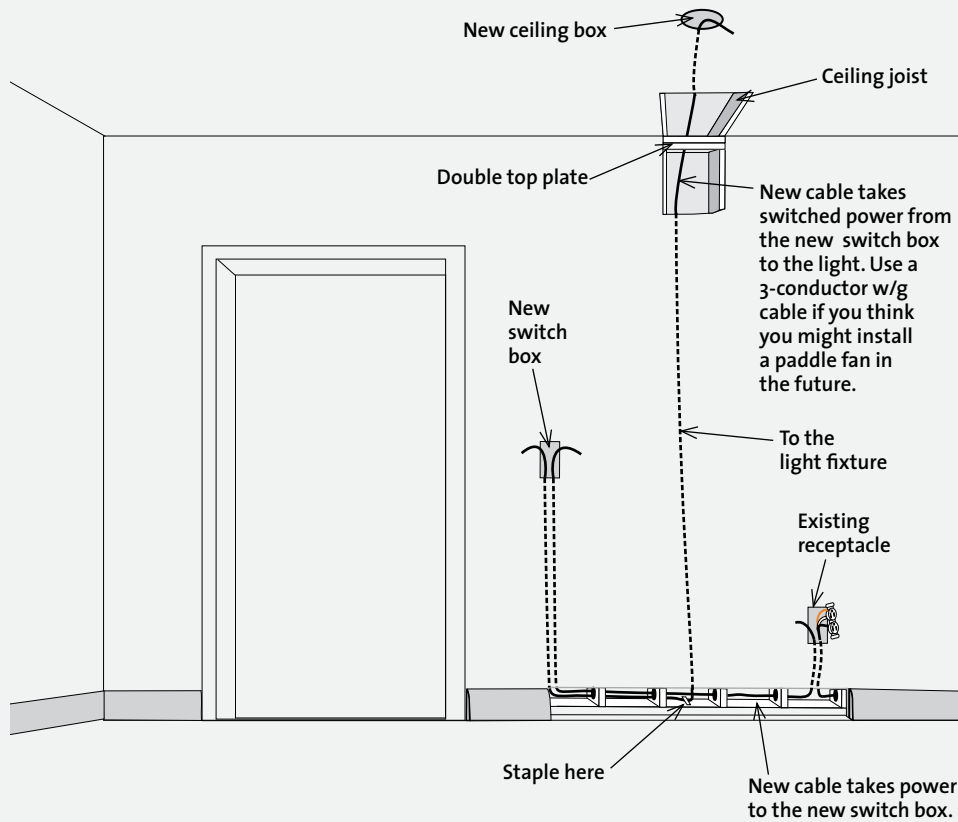 New ceiling box
Ceiling joist
Double top plate
New cable takes
switched power from
the new switch box
to the light. Use a
3-conductor w/g
cable if you think
you might install
a paddle fan in
the future.
New
switch
box
To the
light fixture
Existing
receptacle
Staple here
New cable takes power
to the new switch box.